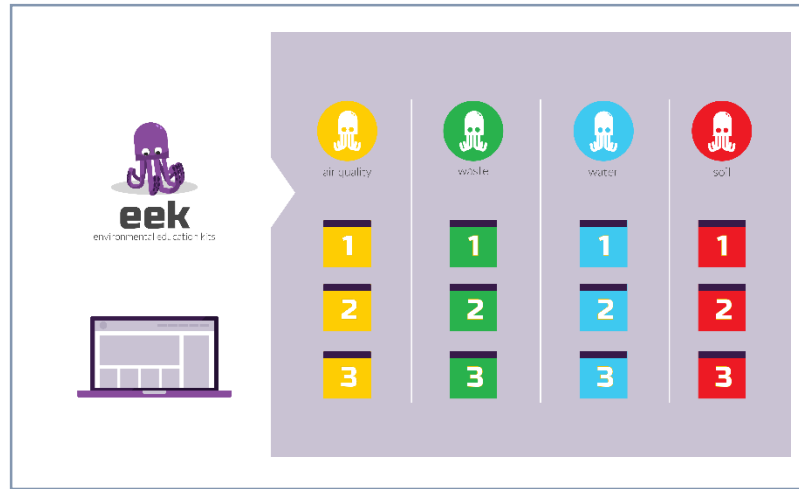 eek
environmental education kits
air quality
waste
water
soil
1
1
1
1
2
2
2
2
3
3
3
3